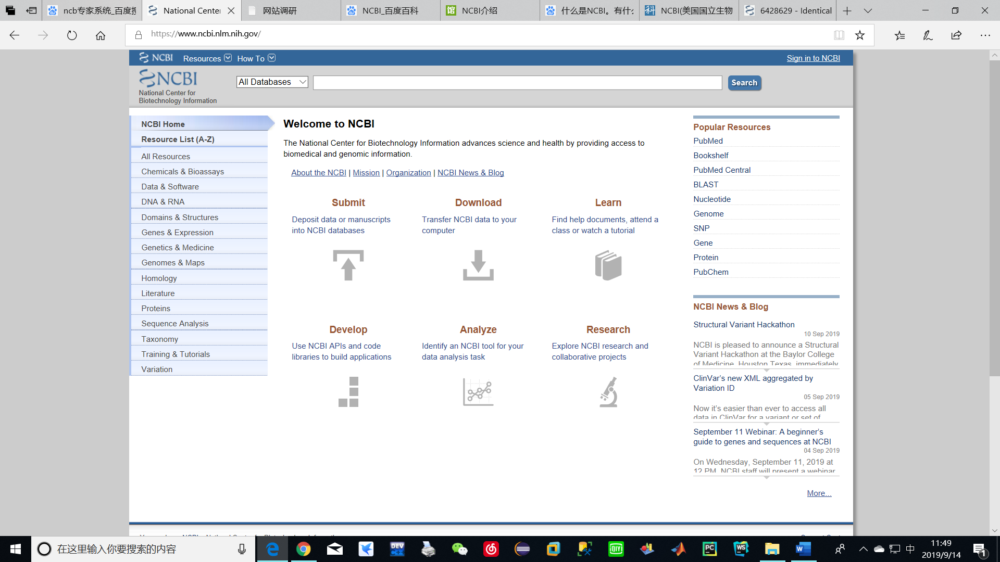 ncb专家系统_百度搜
National Center
网站调研
NCBI_百度百科
NCBI介绍
什么是NCBI。有什么
NCBI(美国国立生物
6428629 - Identical
https://www.ncbi.nlm.nih.gov/
NCBI
Resources
How To
Sign in to NCBI
NCBI
National Center for
Biotechnology Information
All Databases
Search
NCBI Home
Resource List (A-Z)
All Resources
Chemicals & Bioassays
Data & Software
DNA & RNA
Domains & Structures
Genes & Expression
Genetics & Medicine
Genomes & Maps
Homology
Literature
Proteins
Sequence Analysis
Taxonomy
Training & Tutorials
Variation
Welcome to NCBI
The National Center for Biotechnology Information advances science and health by providing access to
biomedical and genomic information.
About the NCBI | Mission | Organization | NCBI News & Blog
Submit
Deposit data or manuscripts
into NCBI databases
Download
Transfer NCBI data to your
computer
Learn
Find help documents, attend a
class or watch a tutorial
Develop
Use NCBI APIs and code
libraries to build applications
Analyze
Identify an NCBI tool for your
data analysis task
Research
Explore NCBI research and
collaborative projects
Popular Resources
PubMed
Bookshelf
PubMed Central
BLAST
Nucleotide
Genome
SNP
Gene
Protein
PubChem
NCBI News & Blog
Structural Variant Hackathon
10 Sep 2019
NCBI is pleased to announce a Structural
Variant Hackathon at the Baylor College
of Medicine, Houston Texas, immediately
ClinVar’s new XML aggregated by
Variation ID
05 Sep 2019
Now it’s easier than ever to access all
data in ClinVar for a variant or set of
September 11 Webinar: A beginner’s
guide to genes and sequences at NCBI
04 Sep 2019
On Wednesday, September 11, 2019 at
12 PM, NCBI staff will present a webinar
More...
在这里输入你要搜索的内容
DEV
QIY
PC
WS
W
中
11:49
2019/9/14
1